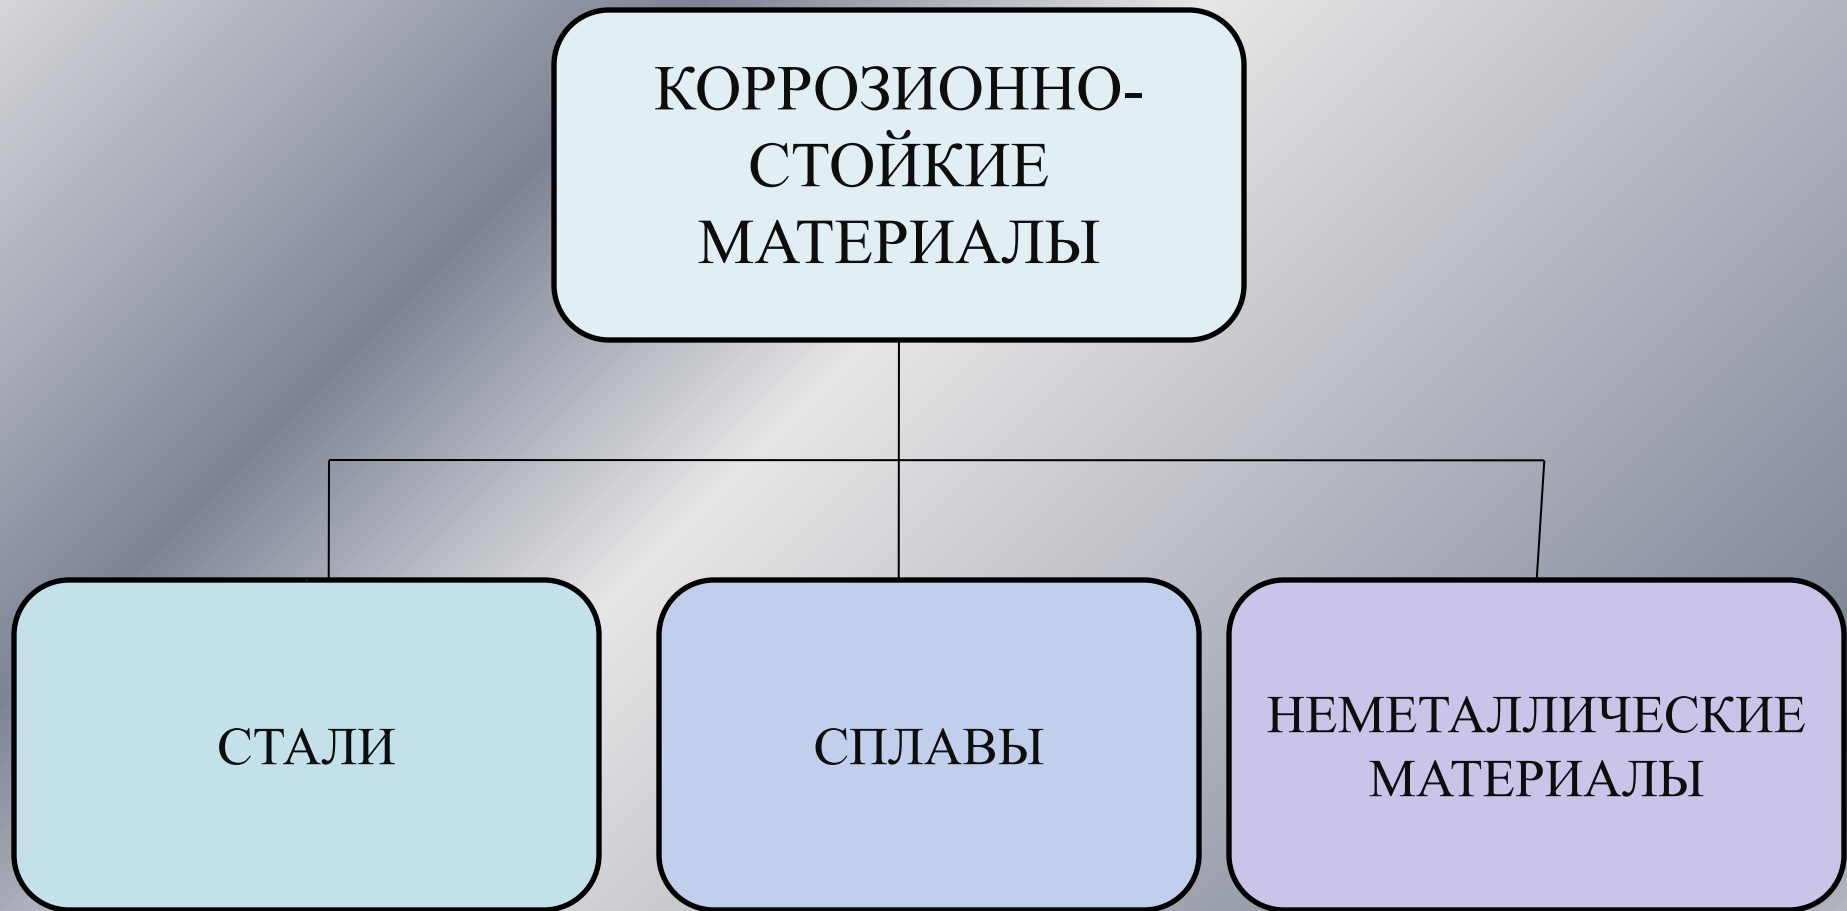 КОРРОЗИОННО-
СТОЙКИЕ
МАТЕРИАЛЫ
СТАЛИ
СПЛАВЫ
НЕМЕТАЛЛИЧЕСКИЕ
МАТЕРИАЛЫ